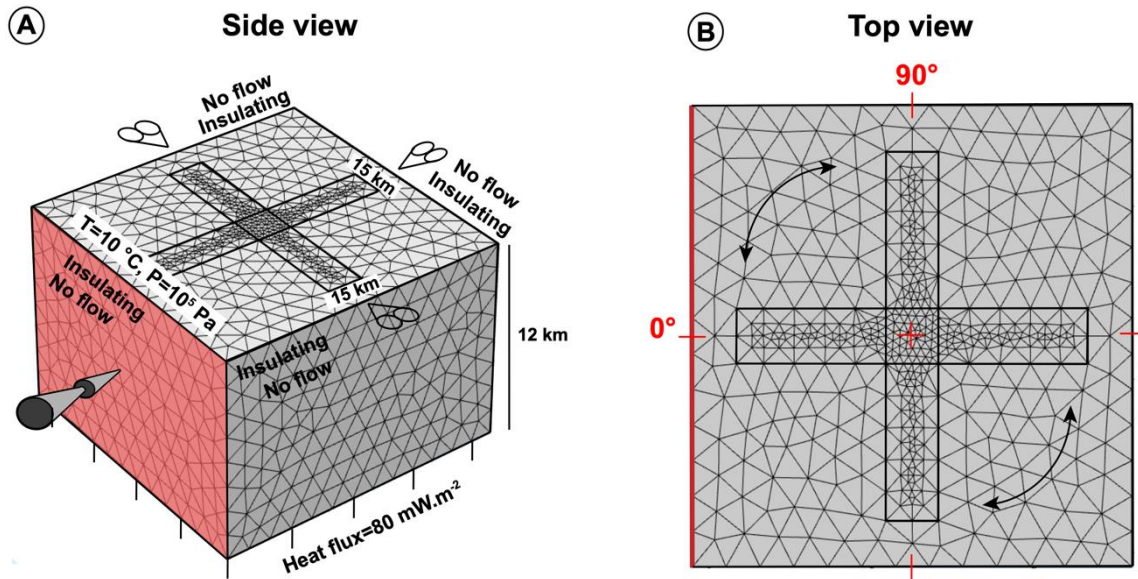 A
Side view
No flow
Insulating
No flow
Insulating
15 km
15 km
T=10 °C, P=10⁵ Pa
Insulating
No flow
Insulating
No flow
12 km
Heat flux=80 mW.m⁻²
B
Top view
90°
0°